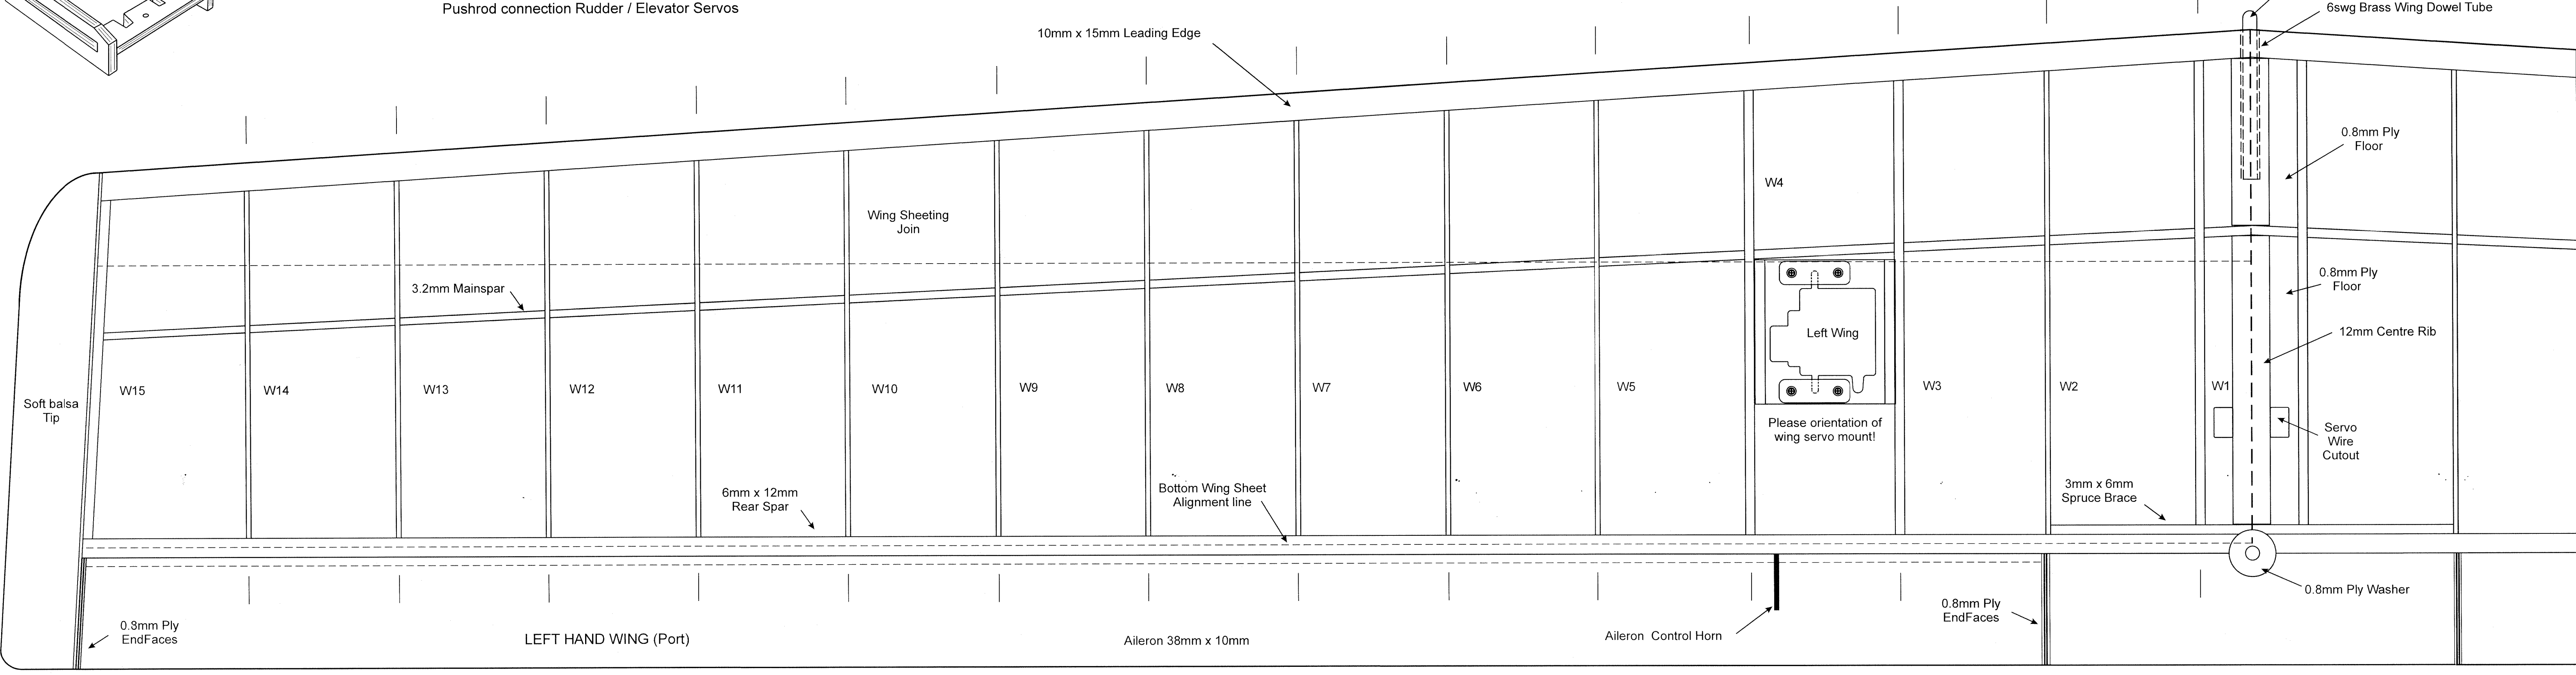 Pushrod connection Rudder / Elevator Servos
6swg Brass Wing Dowel Tube
10mm x 15mm Leading Edge
0.8mm Ply
Floor
W4
Wing Sheeting
Join
3.2mm Mainspar
0.8mm Ply
Floor
Left Wing
12mm Centre Rib
W15
W14
W13
W12
W11
W10
W9
W8
W7
W6
W5
W3
W2
W1
Soft balsa
Tip
Please orientation of
wing servo mount!
Servo
Wire
Cutout
6mm x 12mm
Rear Spar
Bottom Wing Sheet
Alignment line
3mm x 6mm
Spruce Brace
0.8mm Ply Washer
0.8mm Ply
EndFaces
LEFT HAND WING (Port)
Aileron 38mm x 10mm
Aileron Control Horn
0.8mm Ply
EndFaces